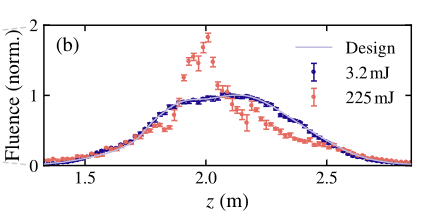 2
(b)
Design
3.2 mJ
225 mJ
Fluence (norm.)
1
0
1.5
2.0
2.5
z (m)